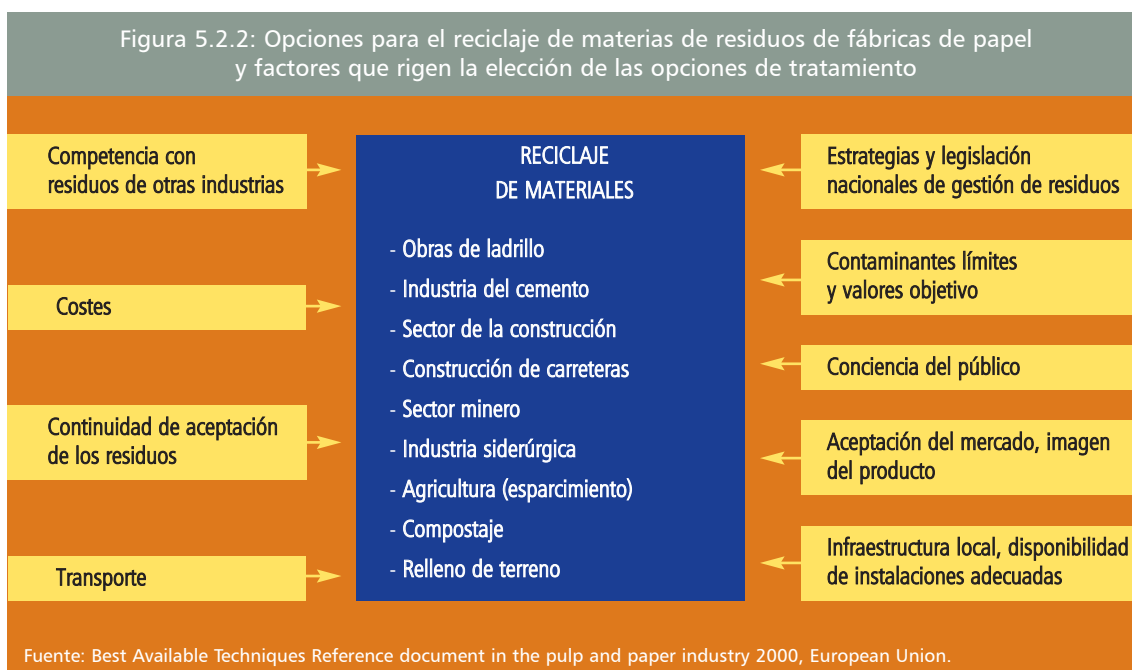 Figura 5.2.2: Opciones para el reciclaje de materias de residuos de fábricas de papel
y factores que rigen la elección de las opciones de tratamiento
Competencia con
residuos de otras industrias
Costes
Continuidad de aceptación
de los residuos
Transporte
RECICLAJE
DE MATERIALES
- Obras de ladrillo
- Industria del cemento
- Sector de la construcción
- Construcción de carreteras
- Sector minero
- Industria siderúrgica
- Agricultura (esparcimiento)
- Compostaje
- Relleno de terreno
Estrategias y legislación
nacionales de gestión de residuos
Contaminantes límites
y valores objetivo
Conciencia del público
Aceptación del mercado, imagen
del producto
Infraestructura local, disponibilidad
de instalaciones adecuadas
Fuente: Best Available Techniques Reference document in the pulp and paper industry 2000, European Union.